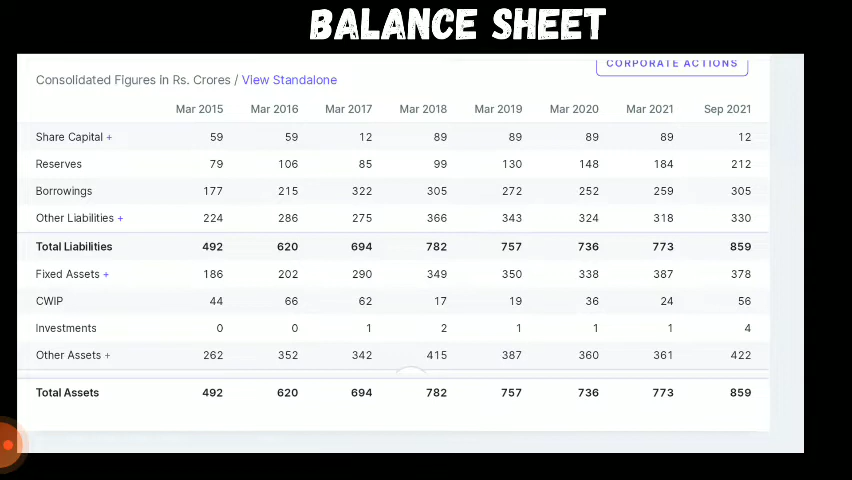 BALANCE SHEET
CORPORATE ACTIONS
Consolidated Figures in Rs. Crores / View Standalone
Mar 2015 Mar 2016 Mar 2017 Mar 2018 Mar 2019 Mar 2020 Mar 2021 Sep 2021
Share Capital + 59 59 12 89 89 89 89 12
Reserves 79 106 85 99 130 148 184 212
Borrowings 177 215 322 305 272 252 259 305
Other Liabilities + 224 286 275 366 343 324 318 330
Total Liabilities 492 620 694 782 757 736 773 859
Fixed Assets + 186 202 290 349 350 338 387 378
CWIP 44 66 62 17 19 36 24 56
Investments 0 0 1 2 1 1 1 4
Other Assets + 262 352 342 415 387 360 361 422
Total Assets 492 620 694 782 757 736 773 859